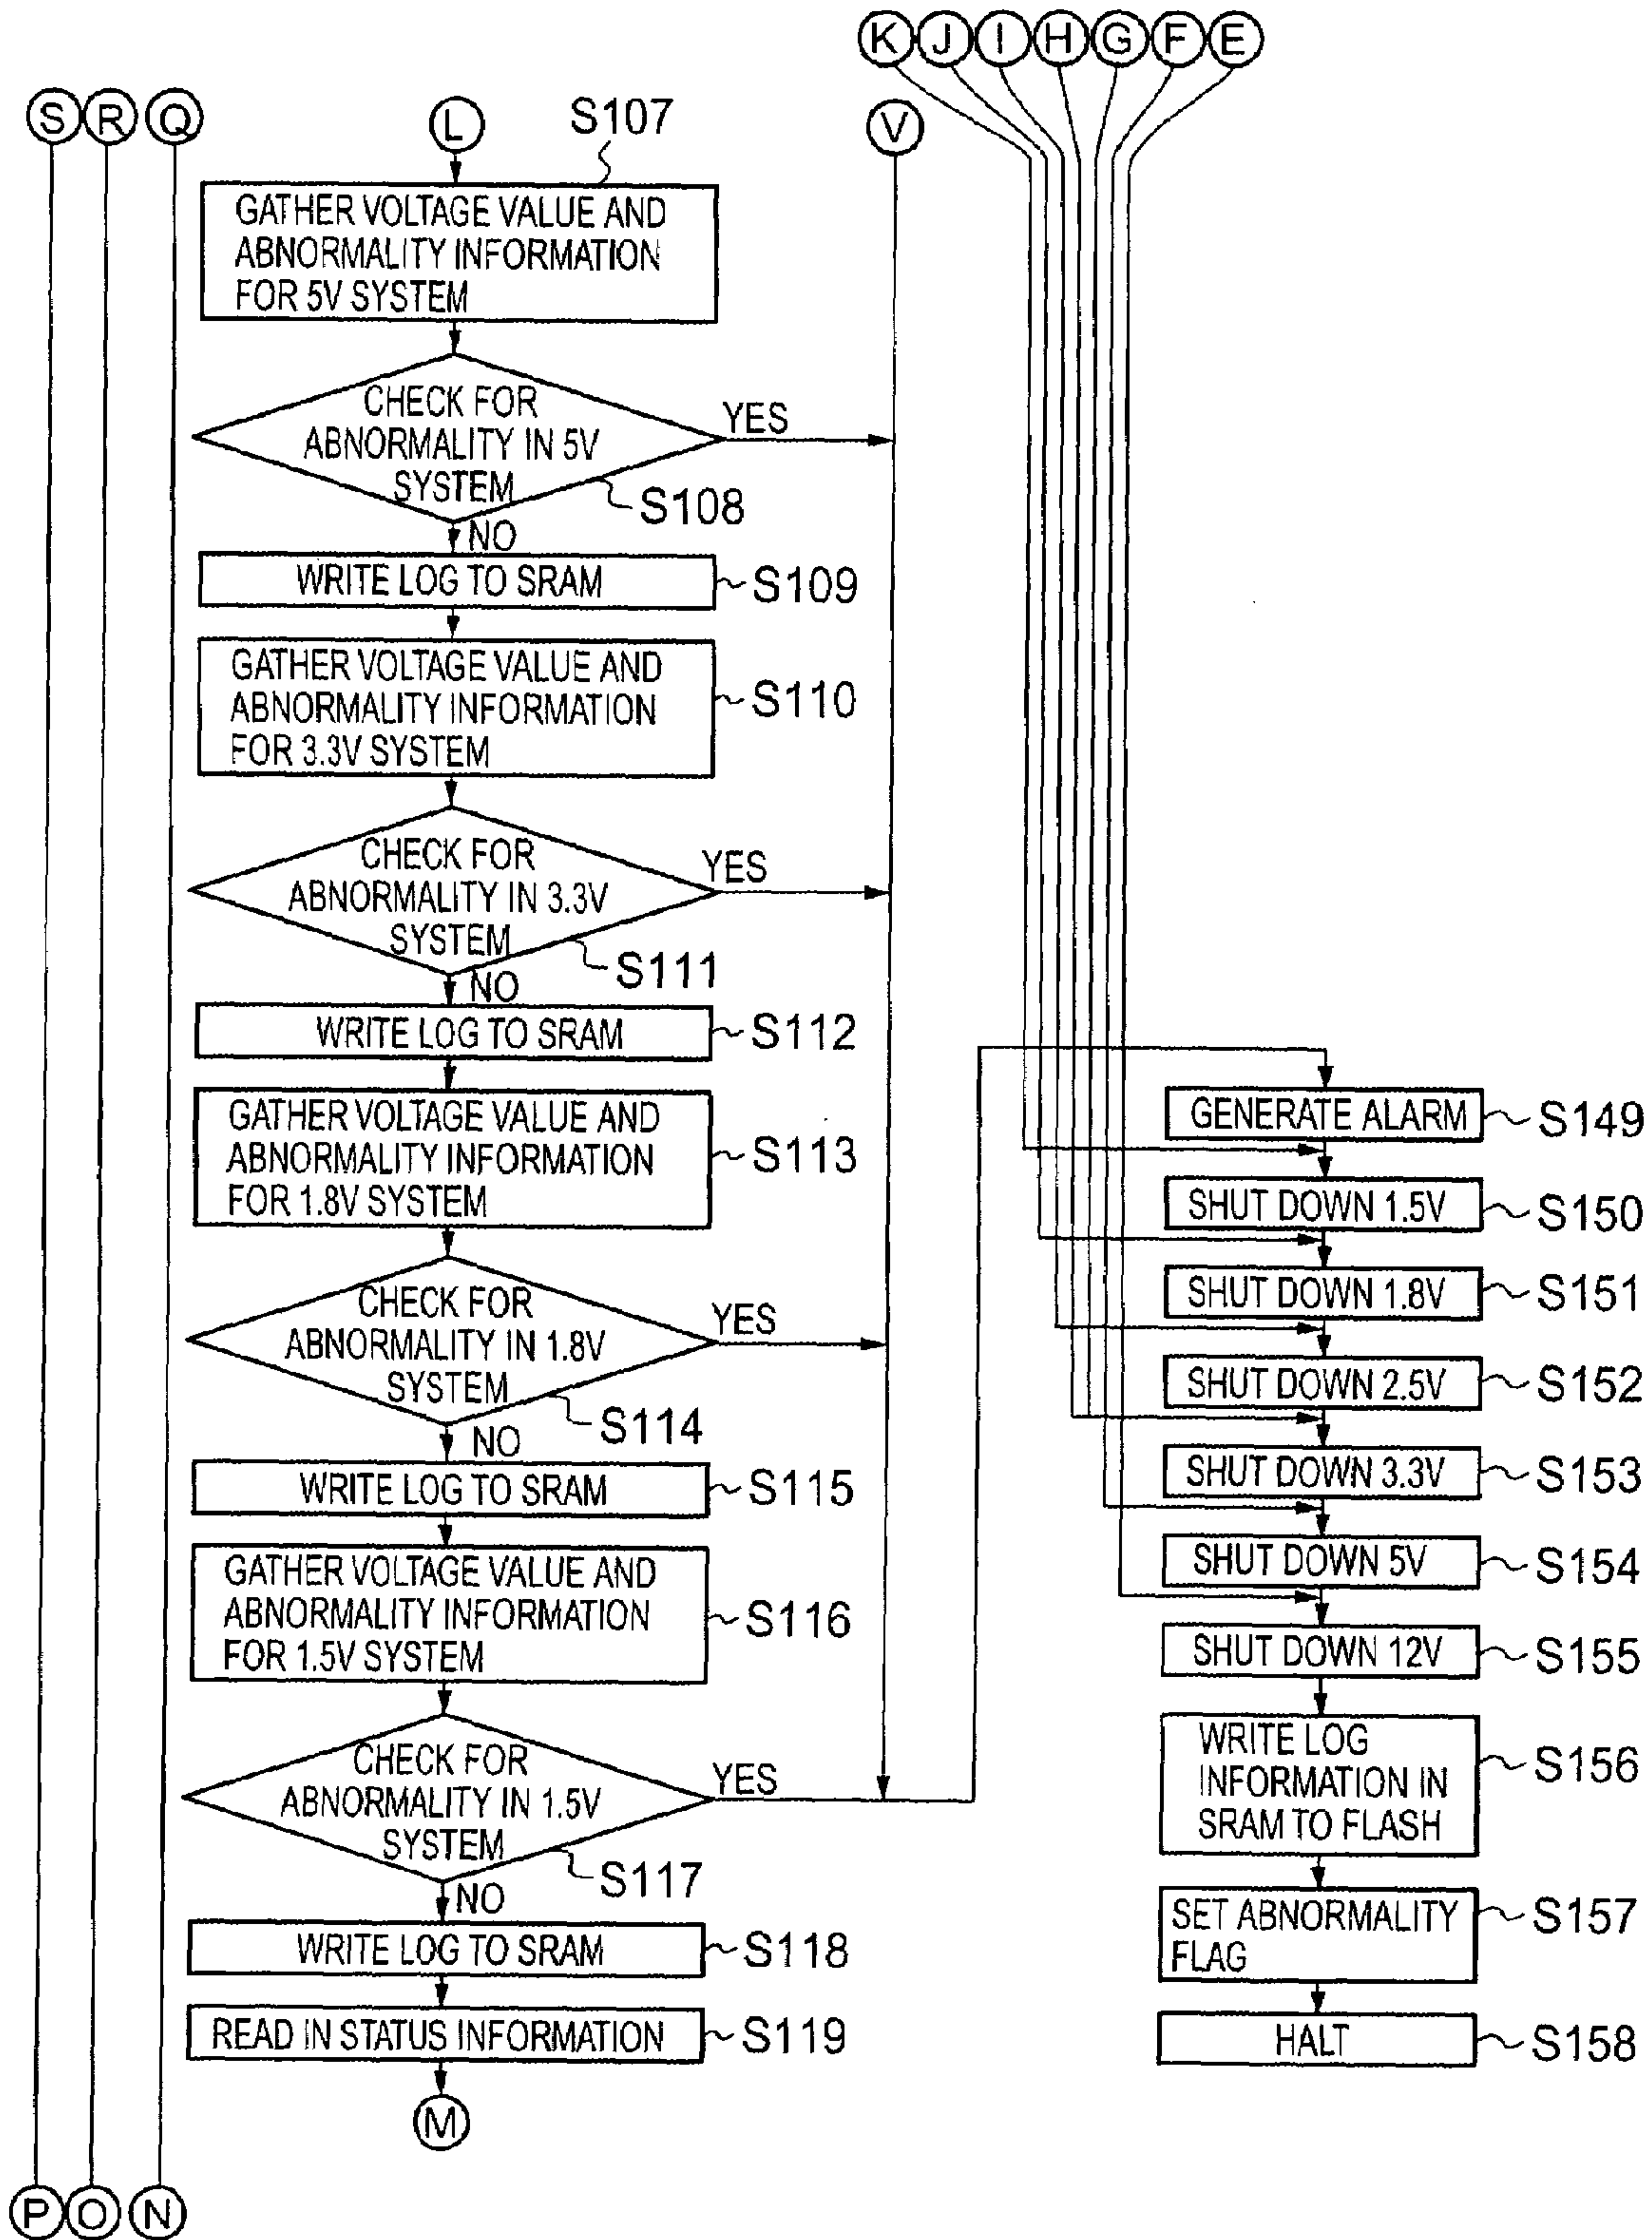 K J I H G F E
S R Q L S107 V
GATHER VOLTAGE VALUE AND
ABNORMALITY INFORMATION
FOR 5V SYSTEM
CHECK FOR
ABNORMALITY IN 5V
SYSTEM
YES
S108
NO
WRITE LOG TO SRAM
S109
GATHER VOLTAGE VALUE AND
ABNORMALITY INFORMATION
FOR 3.3V SYSTEM
S110
CHECK FOR
ABNORMALITY IN 3.3V
SYSTEM
YES
S111
NO
WRITE LOG TO SRAM
S112
GATHER VOLTAGE VALUE AND
ABNORMALITY INFORMATION
FOR 1.8V SYSTEM
S113
CHECK FOR
ABNORMALITY IN 1.8V
SYSTEM
YES
S114
NO
WRITE LOG TO SRAM
S115
GATHER VOLTAGE VALUE AND
ABNORMALITY INFORMATION
FOR 1.5V SYSTEM
S116
CHECK FOR
ABNORMALITY IN 1.5V
SYSTEM
YES
S117
NO
WRITE LOG TO SRAM
S118
READ IN STATUS INFORMATION
S119
M
P O N
GENERATE ALARM
S149
SHUT DOWN 1.5V
S150
SHUT DOWN 1.8V
S151
SHUT DOWN 2.5V
S152
SHUT DOWN 3.3V
S153
SHUT DOWN 5V
S154
SHUT DOWN 12V
S155
WRITE LOG
INFORMATION IN
SRAM TO FLASH
S156
SET ABNORMALITY
FLAG
S157
HALT
S158